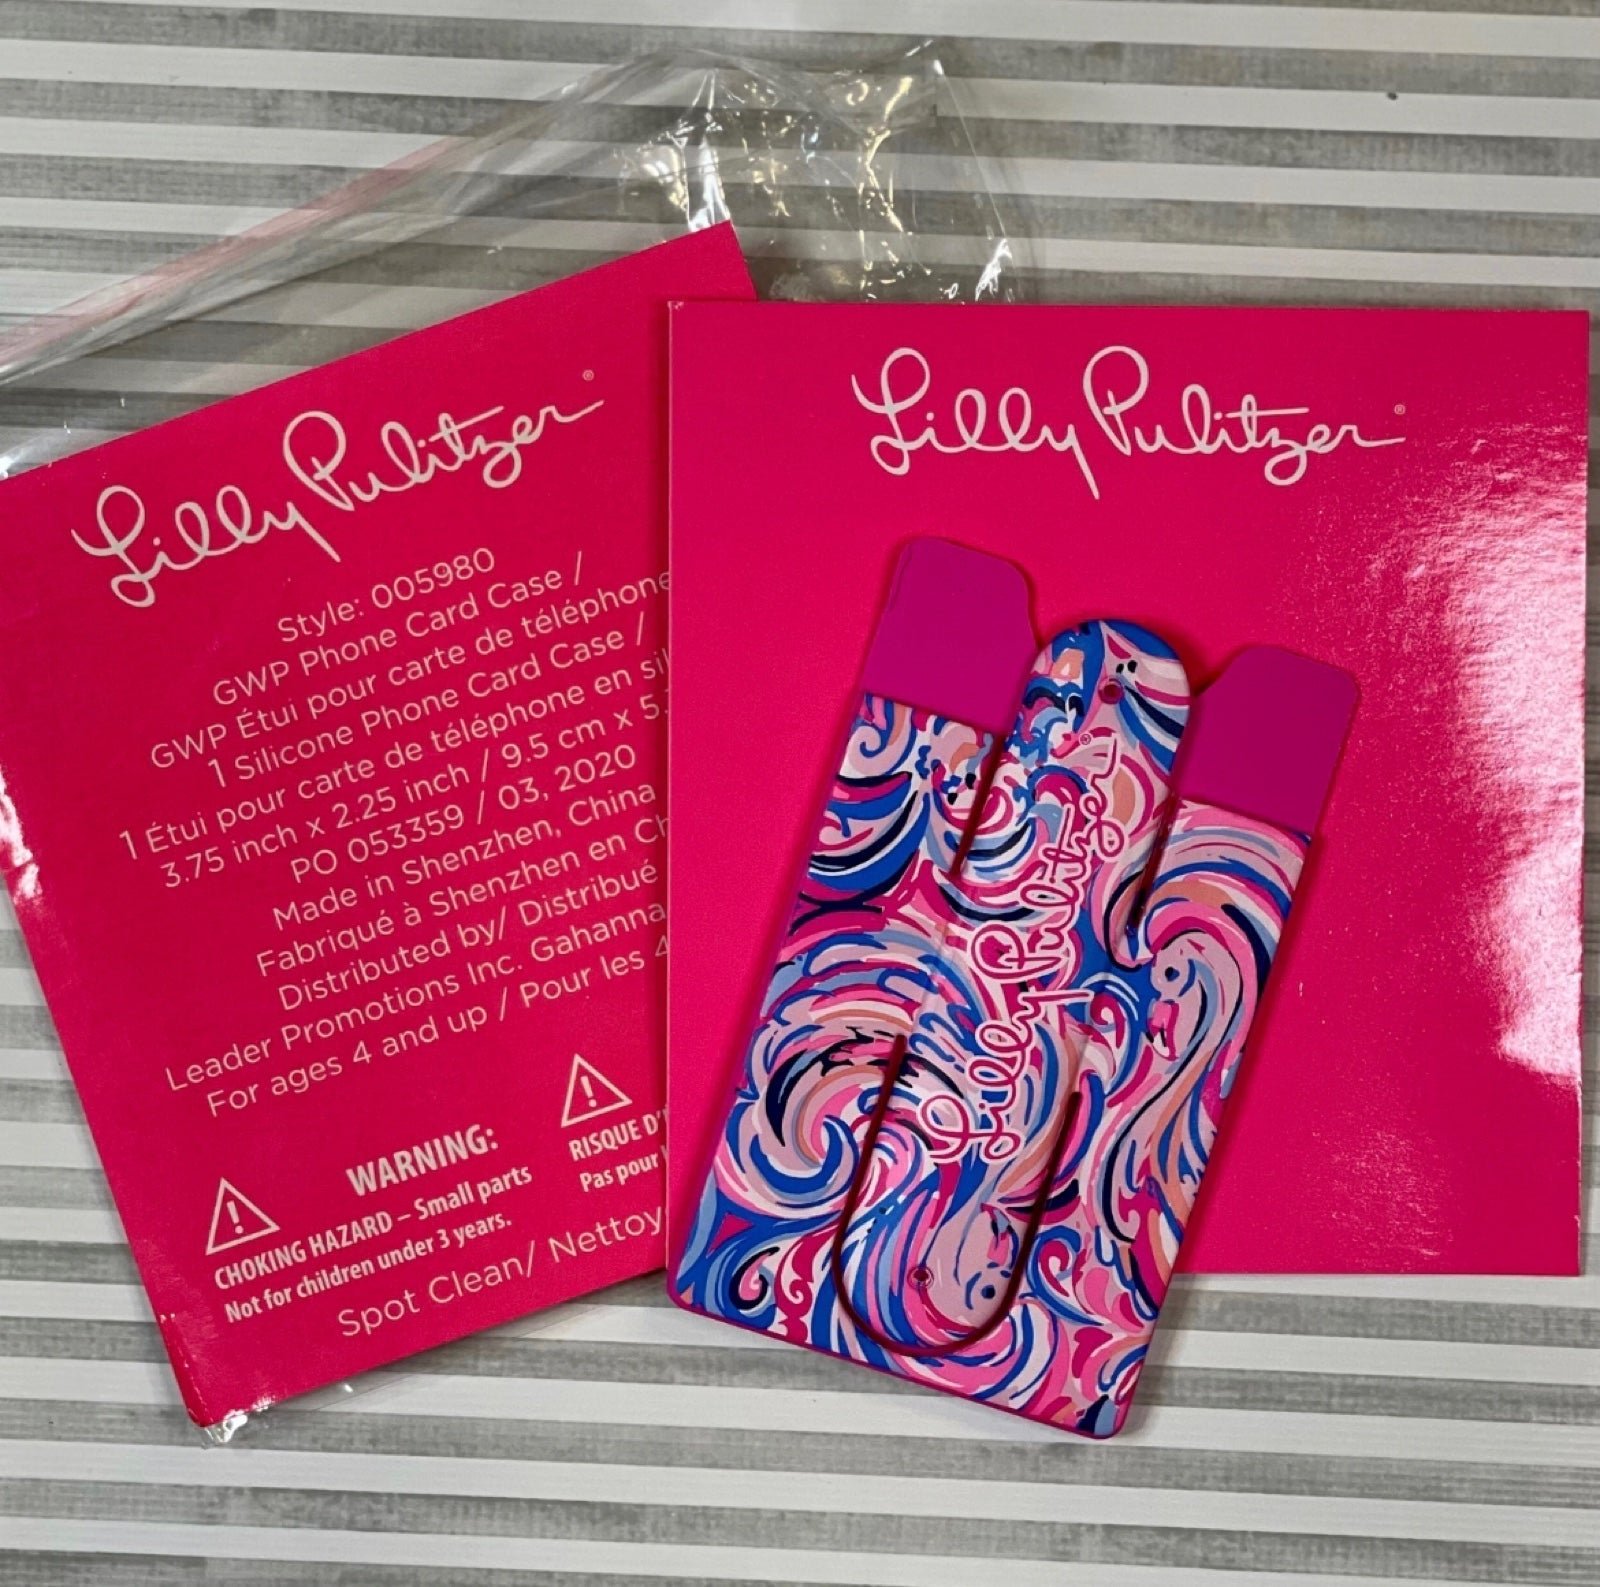 Lilly Pulitzer®
Style: 005980
GWP Phone Card Case /
GWP Étui pour carte de téléphone
1 Silicone Phone Card Case /
1 Étui pour carte de téléphone en
3.75 inch x 2.25 inch / 9.5 cm x
PO 053359 / 03, 2020
Made in Shenzhen, China
Fabriqué à Shenzhen en
Distributed by/ Distribué
Leader Promotions Inc. Gahanna
For ages 4 and up / Pour les 4
WARNING:
CHOKING HAZARD – Small parts
Not for children under 3 years.
RISQUE
Pas pour
Spot Clean/
Lilly Pulitzer®
Lilly Pulitzer®